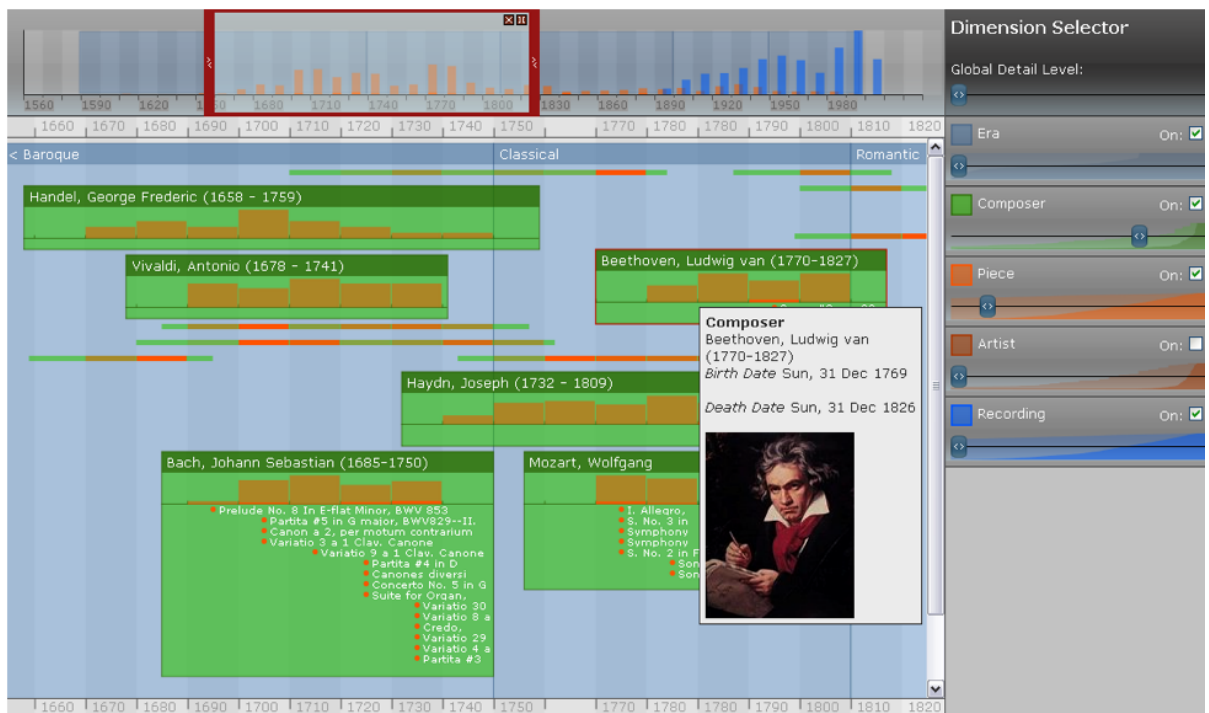 Dimension Selector
Global Detail Level:
1560 1590 1620 1680 1710 1740 1770 1800 1830 1860 1890 1920 1950 1980
1660 1670 1680 1690 1700 1710 1720 1730 1740 1750 1770 1780 1780 1790 1800 1810 1820
< Baroque Classical Romantic
Era On:
Composer On:
Piece On:
Artist On:
Recording On:
Handel, George Frederic (1658 - 1759)
Vivaldi, Antonio (1678 - 1741)
Beethoven, Ludwig van (1770-1827)
Composer
Beethoven, Ludwig van
(1770-1827)
Birth Date Sun, 31 Dec 1769
Death Date Sun, 31 Dec 1826
Haydn, Joseph (1732 - 1809)
Bach, Johann Sebastian (1685-1750)
Prelude No. 8 In E-flat Minor, BWV 853
Partita #5 in G major, BWV829--II.
Canon a 2, per motum contrarium
Variatio 3 a 1 Clav. Canone
Variatio 9 a 1 Clav. Canone
Partita #4 in D
Canones diversi
Concerto No. 5 in G
Suite for Organ,
Variatio 30
Variatio 8 a
Credo,
Variatio 29
Variatio 4 a
Partita #3
Mozart, Wolfgang
I. Allegro,
S. No. 3 in
Symphony
Symphony
S. No. 2 in F
Son
Son
1660 1670 1680 1690 1700 1710 1720 1730 1740 1750 1770 1780 1780 1790 1800 1810 1820